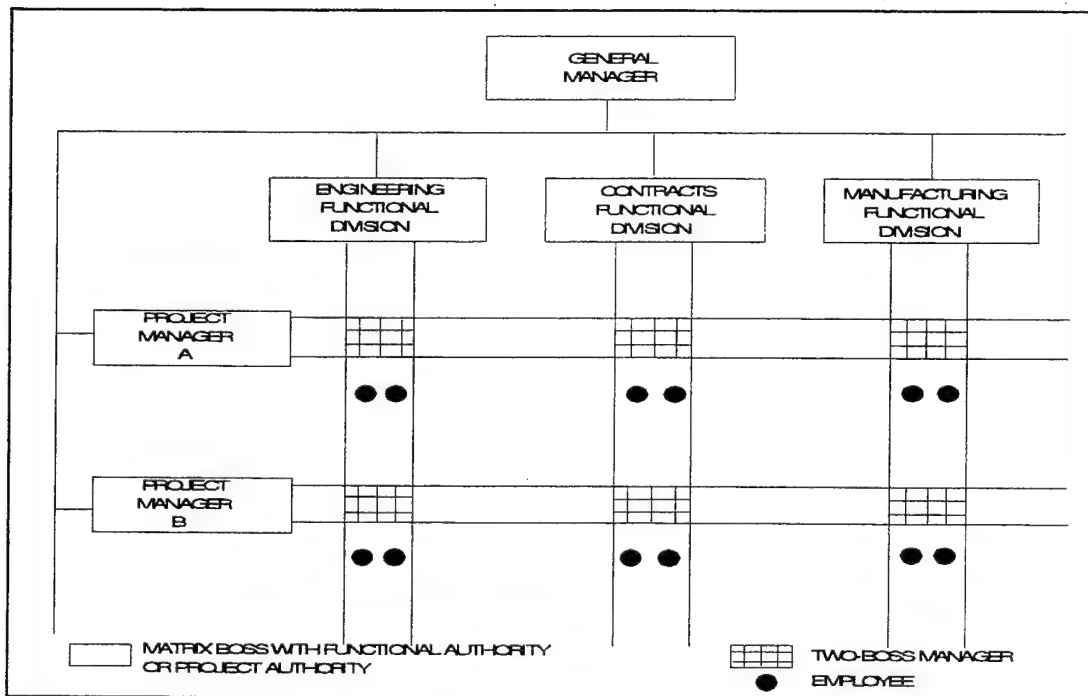 GENERAL
MANAGER
ENGINEERING
FUNCTIONAL
DIVISION
CONTRACTS
FUNCTIONAL
DIVISION
MANUFACTURING
FUNCTIONAL
DIVISION
PROJECT
MANAGER
A
PROJECT
MANAGER
B
MATRIX BOSS WITH FUNCTIONAL AUTHORITY
OR PROJECT AUTHORITY
TWO-BOSS MANAGER
EMPLOYEE